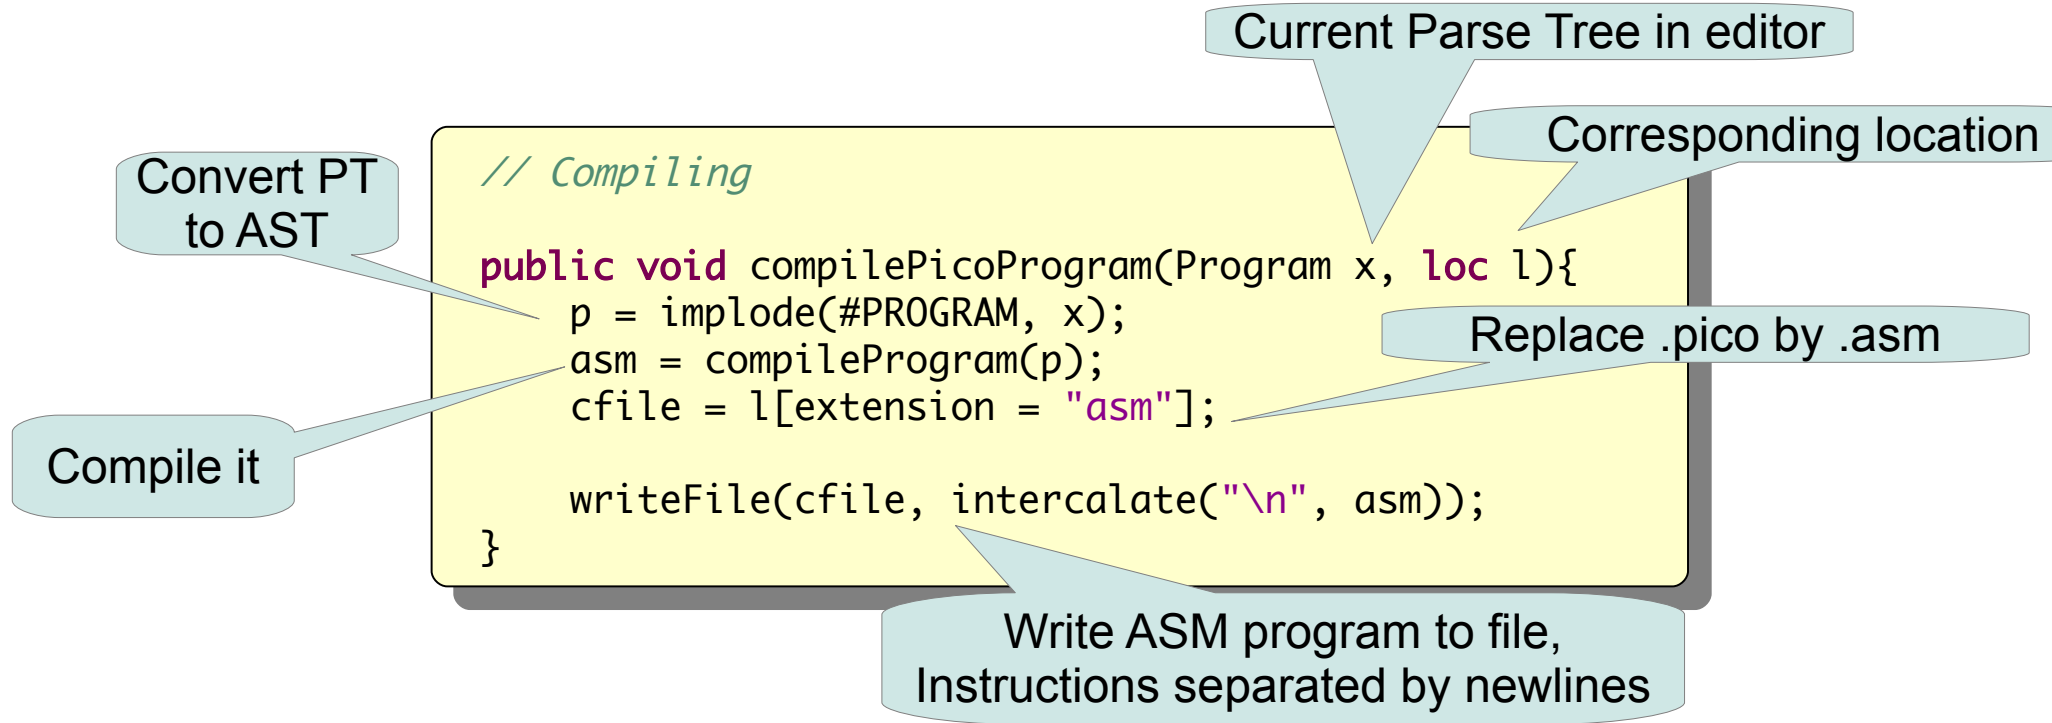 Current Parse Tree in editor
Corresponding location
Convert PT
to AST
// Compiling
public void compilePicoProgram(Program x, loc l){
    p = implode(#PROGRAM, x);
    asm = compileProgram(p);
    cfile = l[extension = "asm"];
    writeFile(cfile, intercalate("\n", asm));
}
Replace .pico by .asm
Compile it
Write ASM program to file,
Instructions separated by newlines